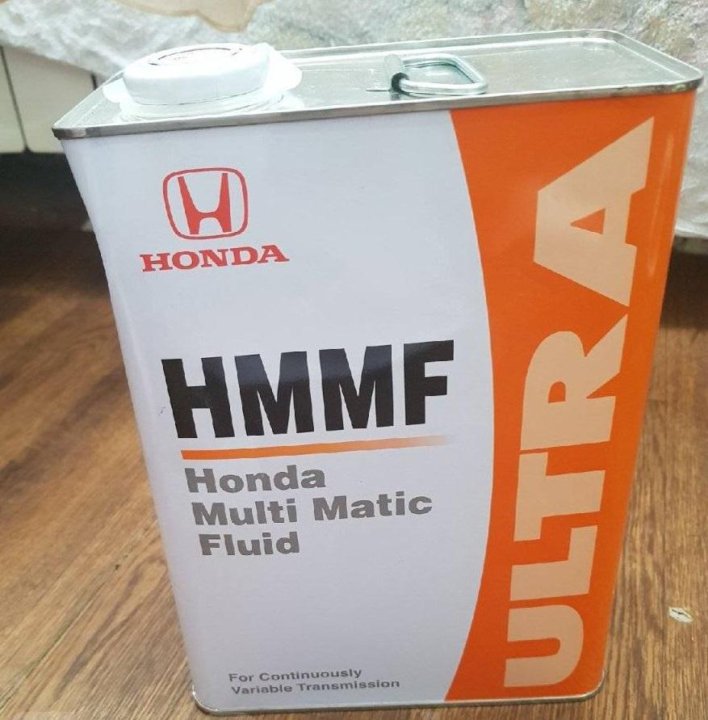 HONDA
HMMF
Honda
Multi Matic
Fluid
For Continuously
Variable Transmission
ULTRA